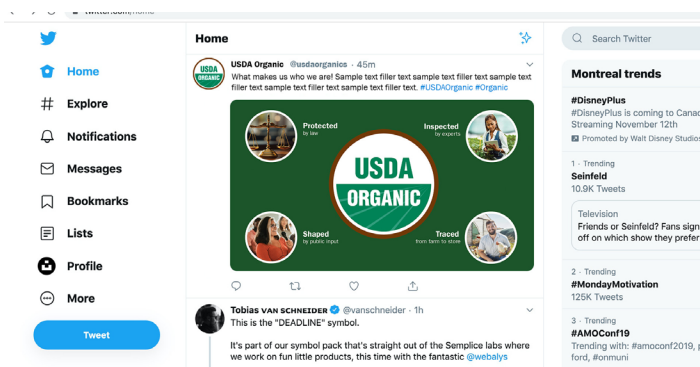 twitter.com/home
Home
Explore
Notifications
Messages
Bookmarks
Lists
Profile
More
Tweet
Home
USDA Organic @usdaorganics · 45m
What makes us who we are! Sample text filler text sample text filler text sample text
filler text sample text filler text sample text filler text. #USDAOrganic #Organic
USDA
ORGANIC
Protected
by law
Inspected
by experts
USDA
ORGANIC
Shaped
by public input
Traced
from farm to store
Tobias VAN SCHNEIDER @vanschneider · 1h
This is the "DEADLINE" symbol.
It's part of our symbol pack that's straight out of the Semplice labs where
we work on fun little products, this time with the fantastic @webalys
Search Twitter
Montreal trends
#DisneyPlus
#DisneyPlus is coming to Canad
Streaming November 12th
Promoted by Walt Disney Studios
1 · Trending
Seinfeld
10.9K Tweets
Television
Friends or Seinfeld? Fans sign
off on which show they prefer
2 · Trending
#MondayMotivation
125K Tweets
3 · Trending
#AMOConf19
Trending with: #amoconf2019, p
ford, #onmuni